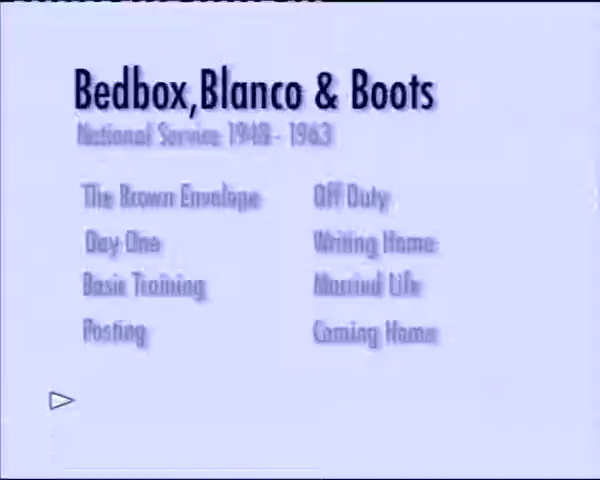 Bedbox,Blanco & Boots
National Service 1948 - 1963
The Brown Envelope
Day One
Basic Training
Posting
Off Duty
Writing Home
Married Life
Coming Home